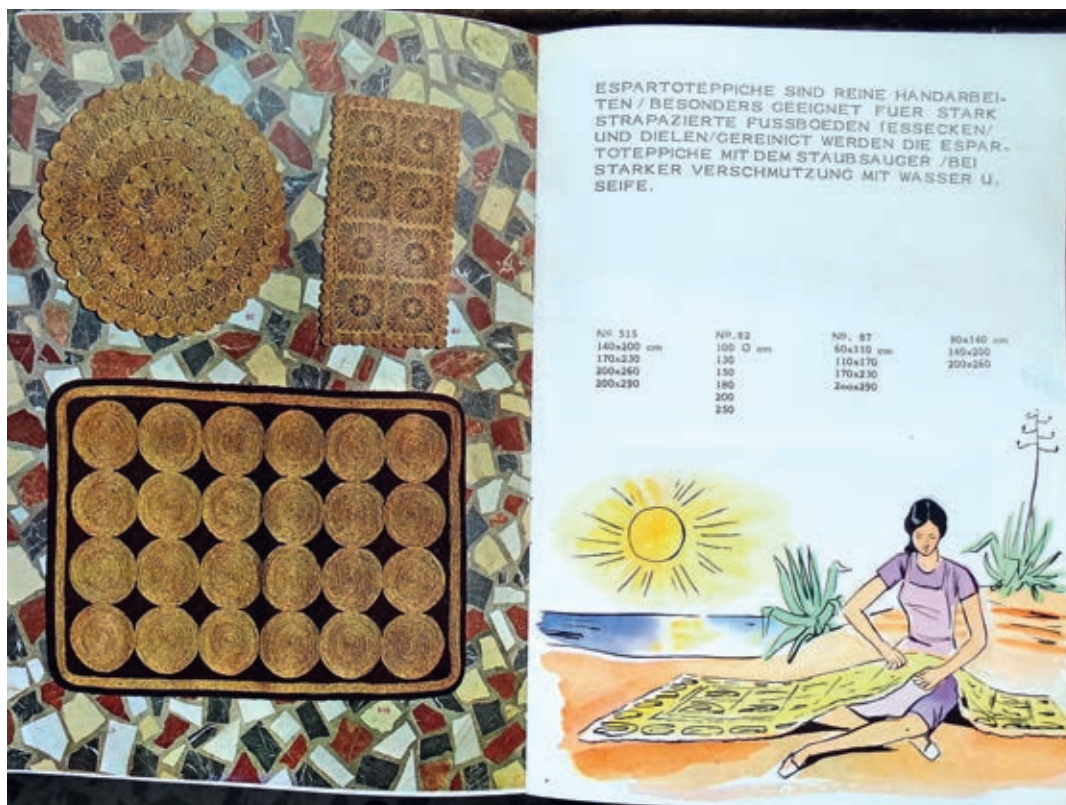 ESPARTOTEPPICHE SIND REINE HANDARBEI-
TEN / BESONDERS GEEIGNET FUER STARK
STRAPAZIERTE FUSSBOEDEN (ESSECKEN/
UND DIELEN/GEREINIGT WERDEN DIE ESPAR-
TOTEPPICHE MIT DEM STAUBSAUGER /BEI
STARKER VERSCHMUTZUNG MIT WASSER U.
SEIFE.
Nº 515
140x200 cm
170x230
200x260
200x290
Nº.82
100 cm
130
150
180
200
250
Nº. 87
60x110 cm
110x170
170x230
200x290
80x140 cm
140x200
200x260